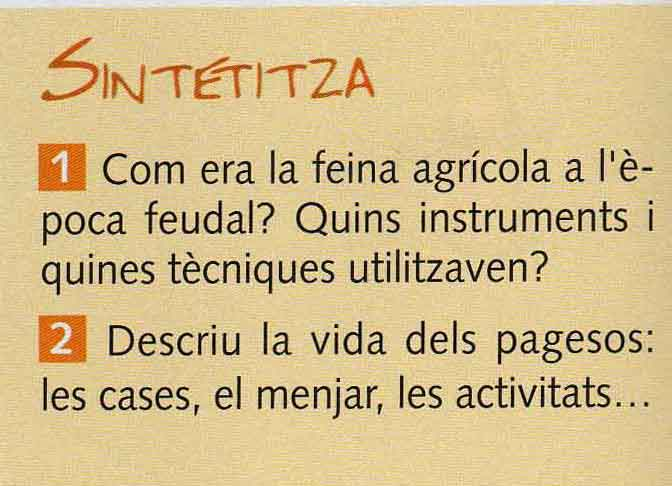 SINTÉTITZA
1 Com era la feina agrícola a l'è-
poca feudal? Quins instruments i
quines tècniques utilitzaven?
2 Descriu la vida dels pagesos:
les cases, el menjar, les activitats...